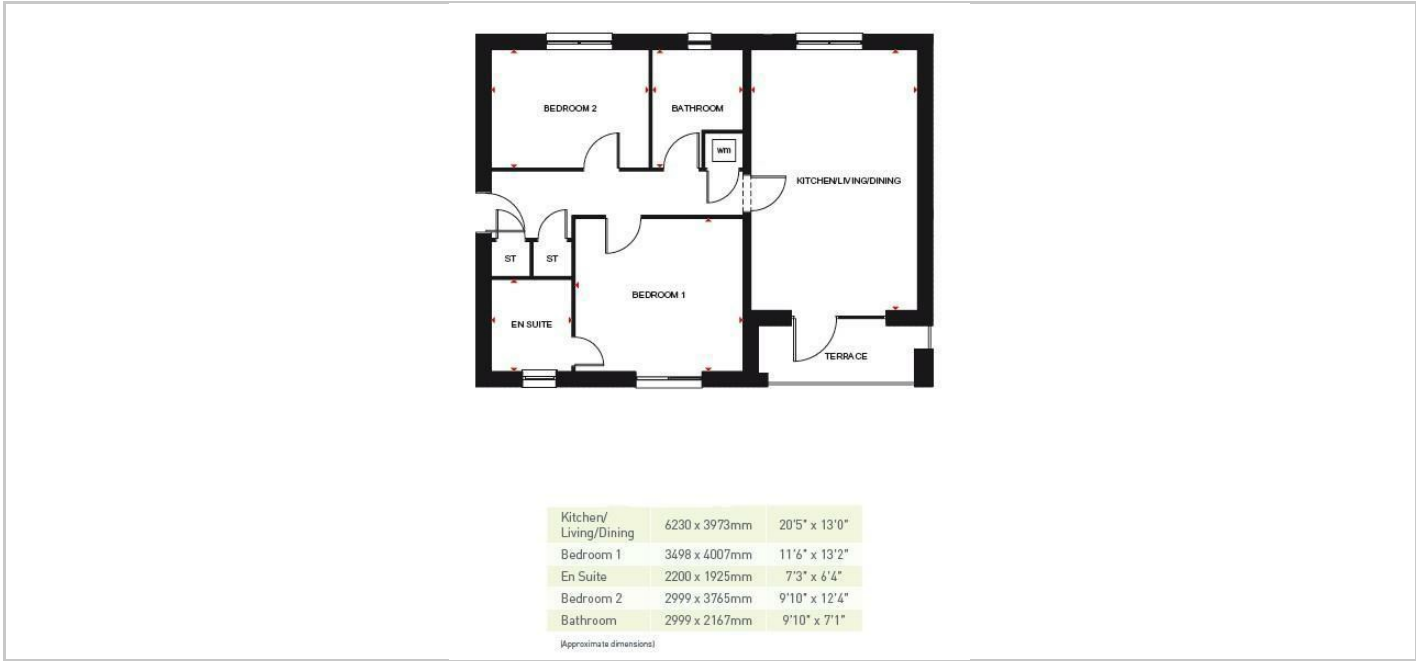 BEDROOM 2
BATHROOM
wm
KITCHEN/LIVING/DINING
ST
ST
BEDROOM 1
EN SUITE
TERRACE
Kitchen/
Living/Dining 6230 x 3973mm 20'5" x 13'0"
Bedroom 1 3498 x 4007mm 11'6" x 13'2"
En Suite 2200 x 1925mm 7'3" x 6'4"
Bedroom 2 2999 x 3765mm 9'10" x 12'4"
Bathroom 2999 x 2167mm 9'10" x 7'1"
(Approximate dimensions)